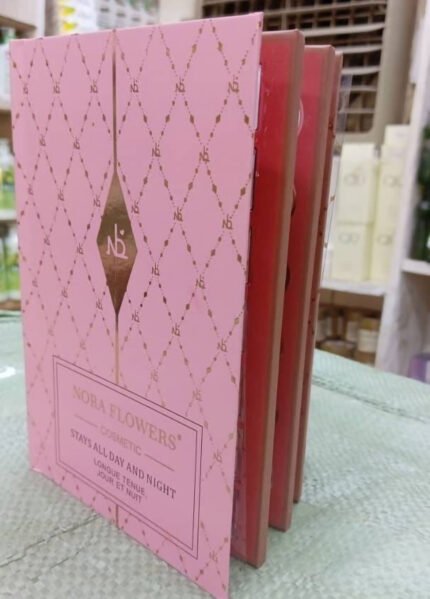 NORA FLOWERS®
COSMETIC
STAYS ALL DAY AND NIGHT
LONGUE TENUE
JOUR ET NUIT